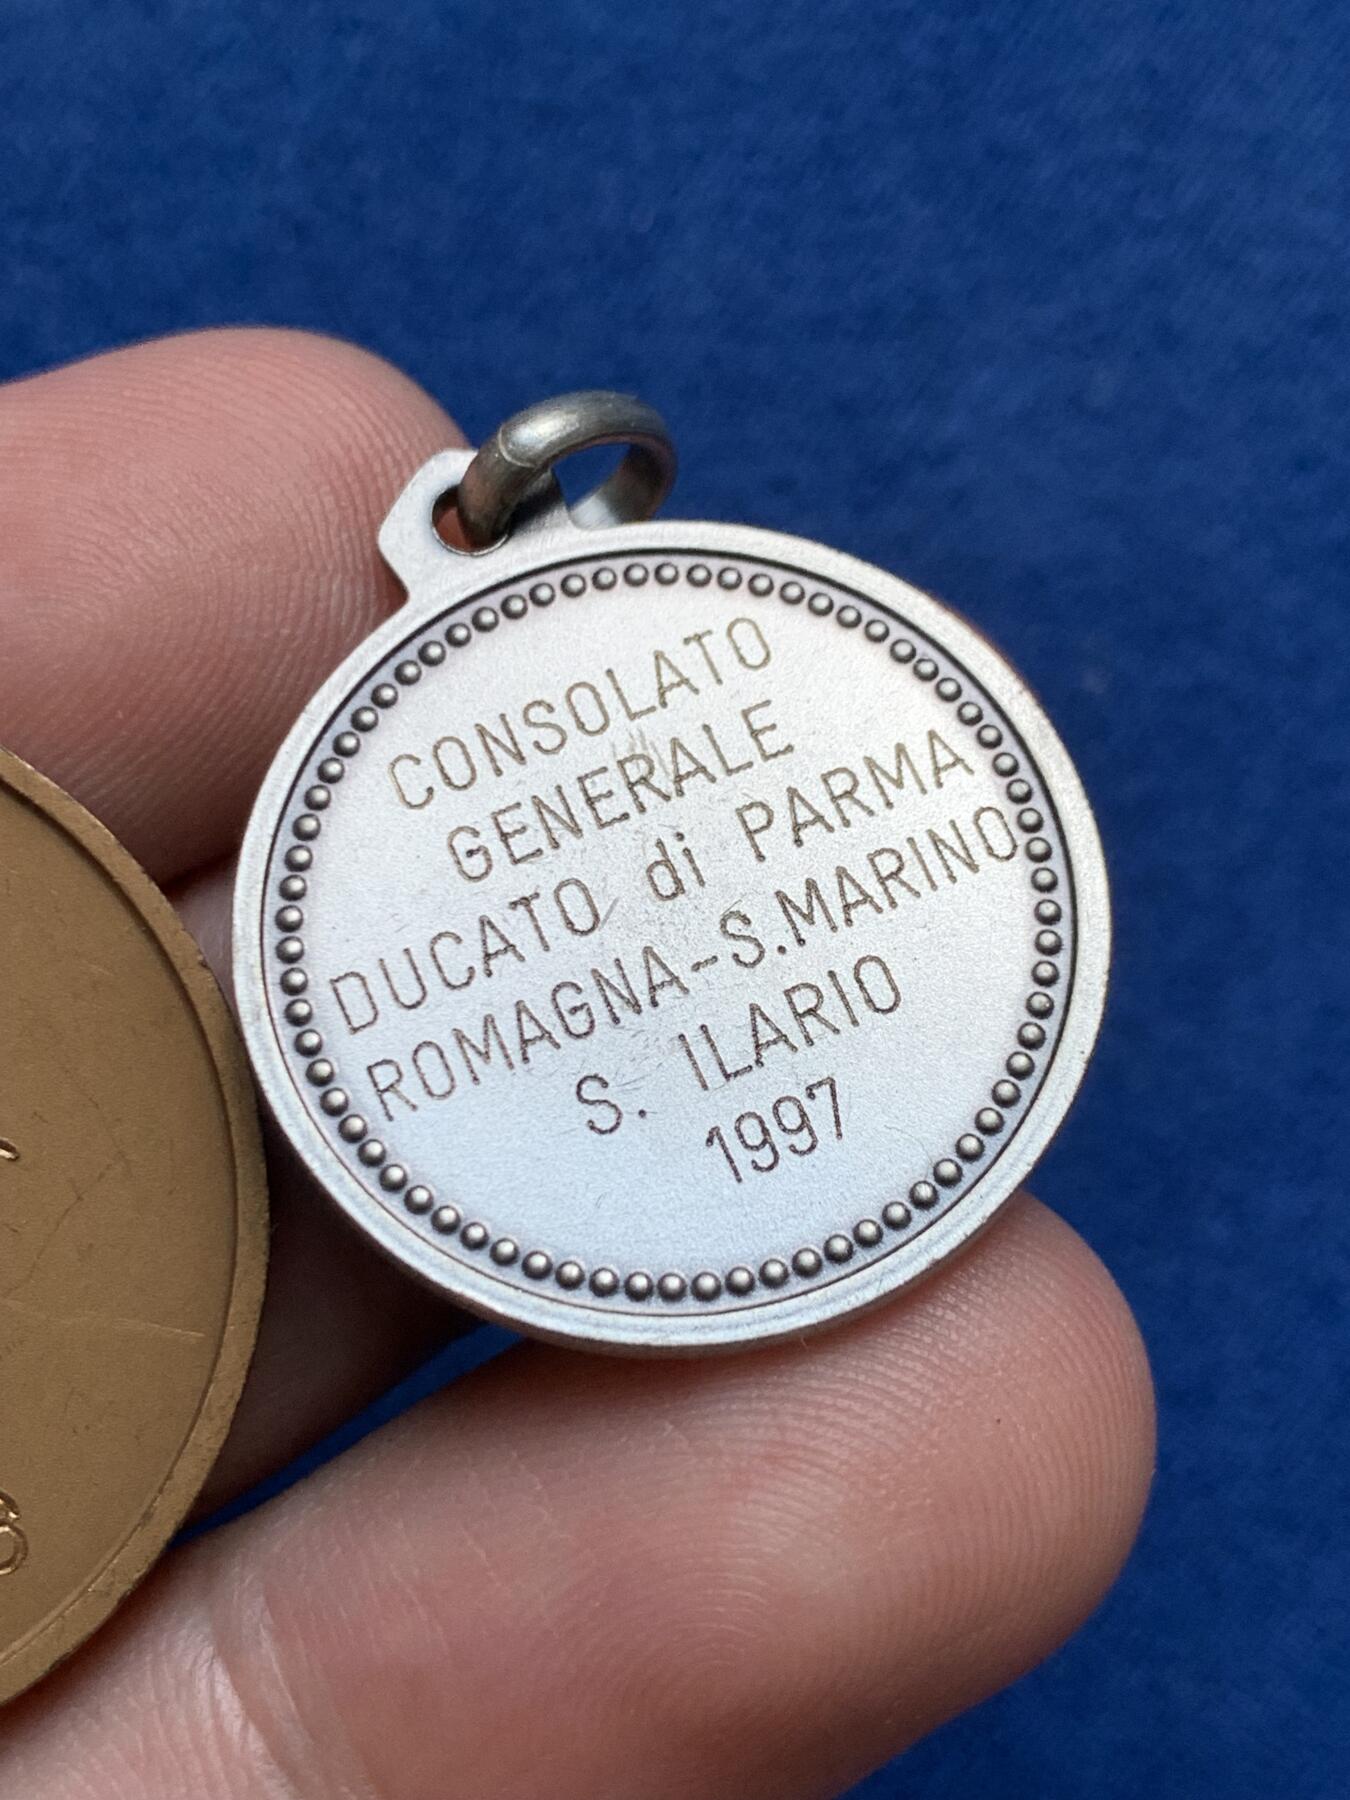 CONSOLATO
GENERALE
DUCATO di PARMA
ROMAGNA-S.MARINO
S. ILARIO
1997